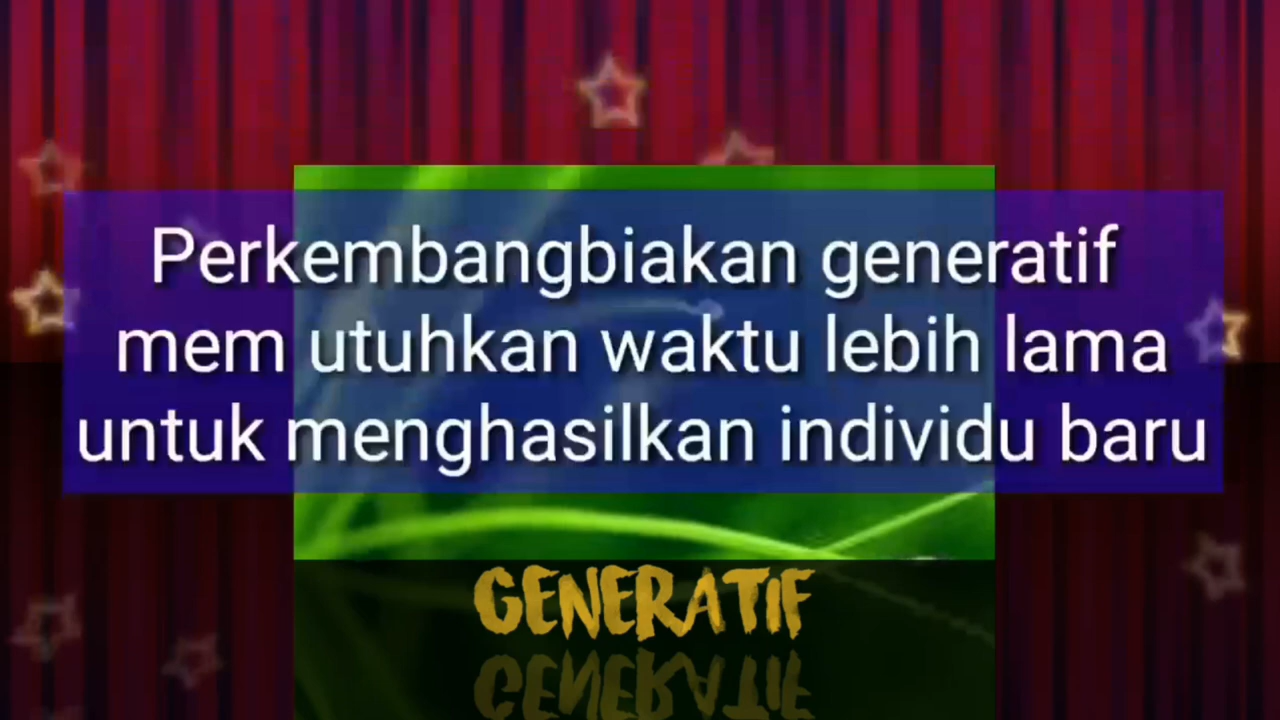 Perkembangbiakan generatif
mem utuhkan waktu lebih lama
untuk menghasilkan individu baru
GENERATIF